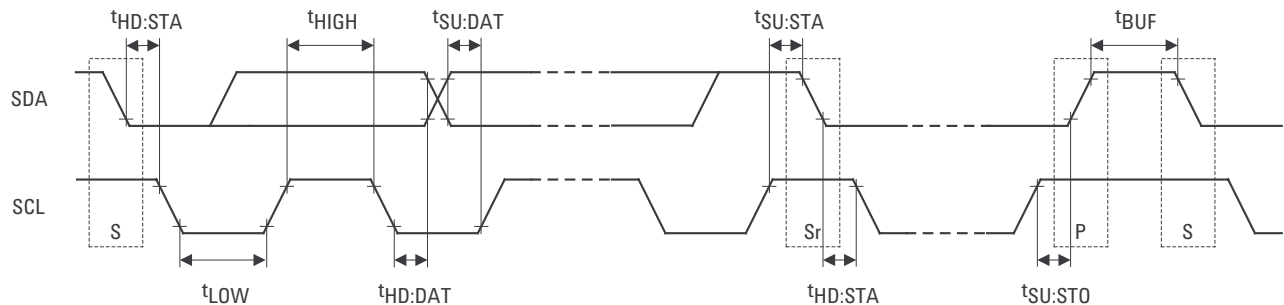 tHD:STA tHIGH tSU:DAT tSU:STA tBUF
SDA
SCL
S Sr P S
tLOW tHD:DAT tHD:STA tSU:STO